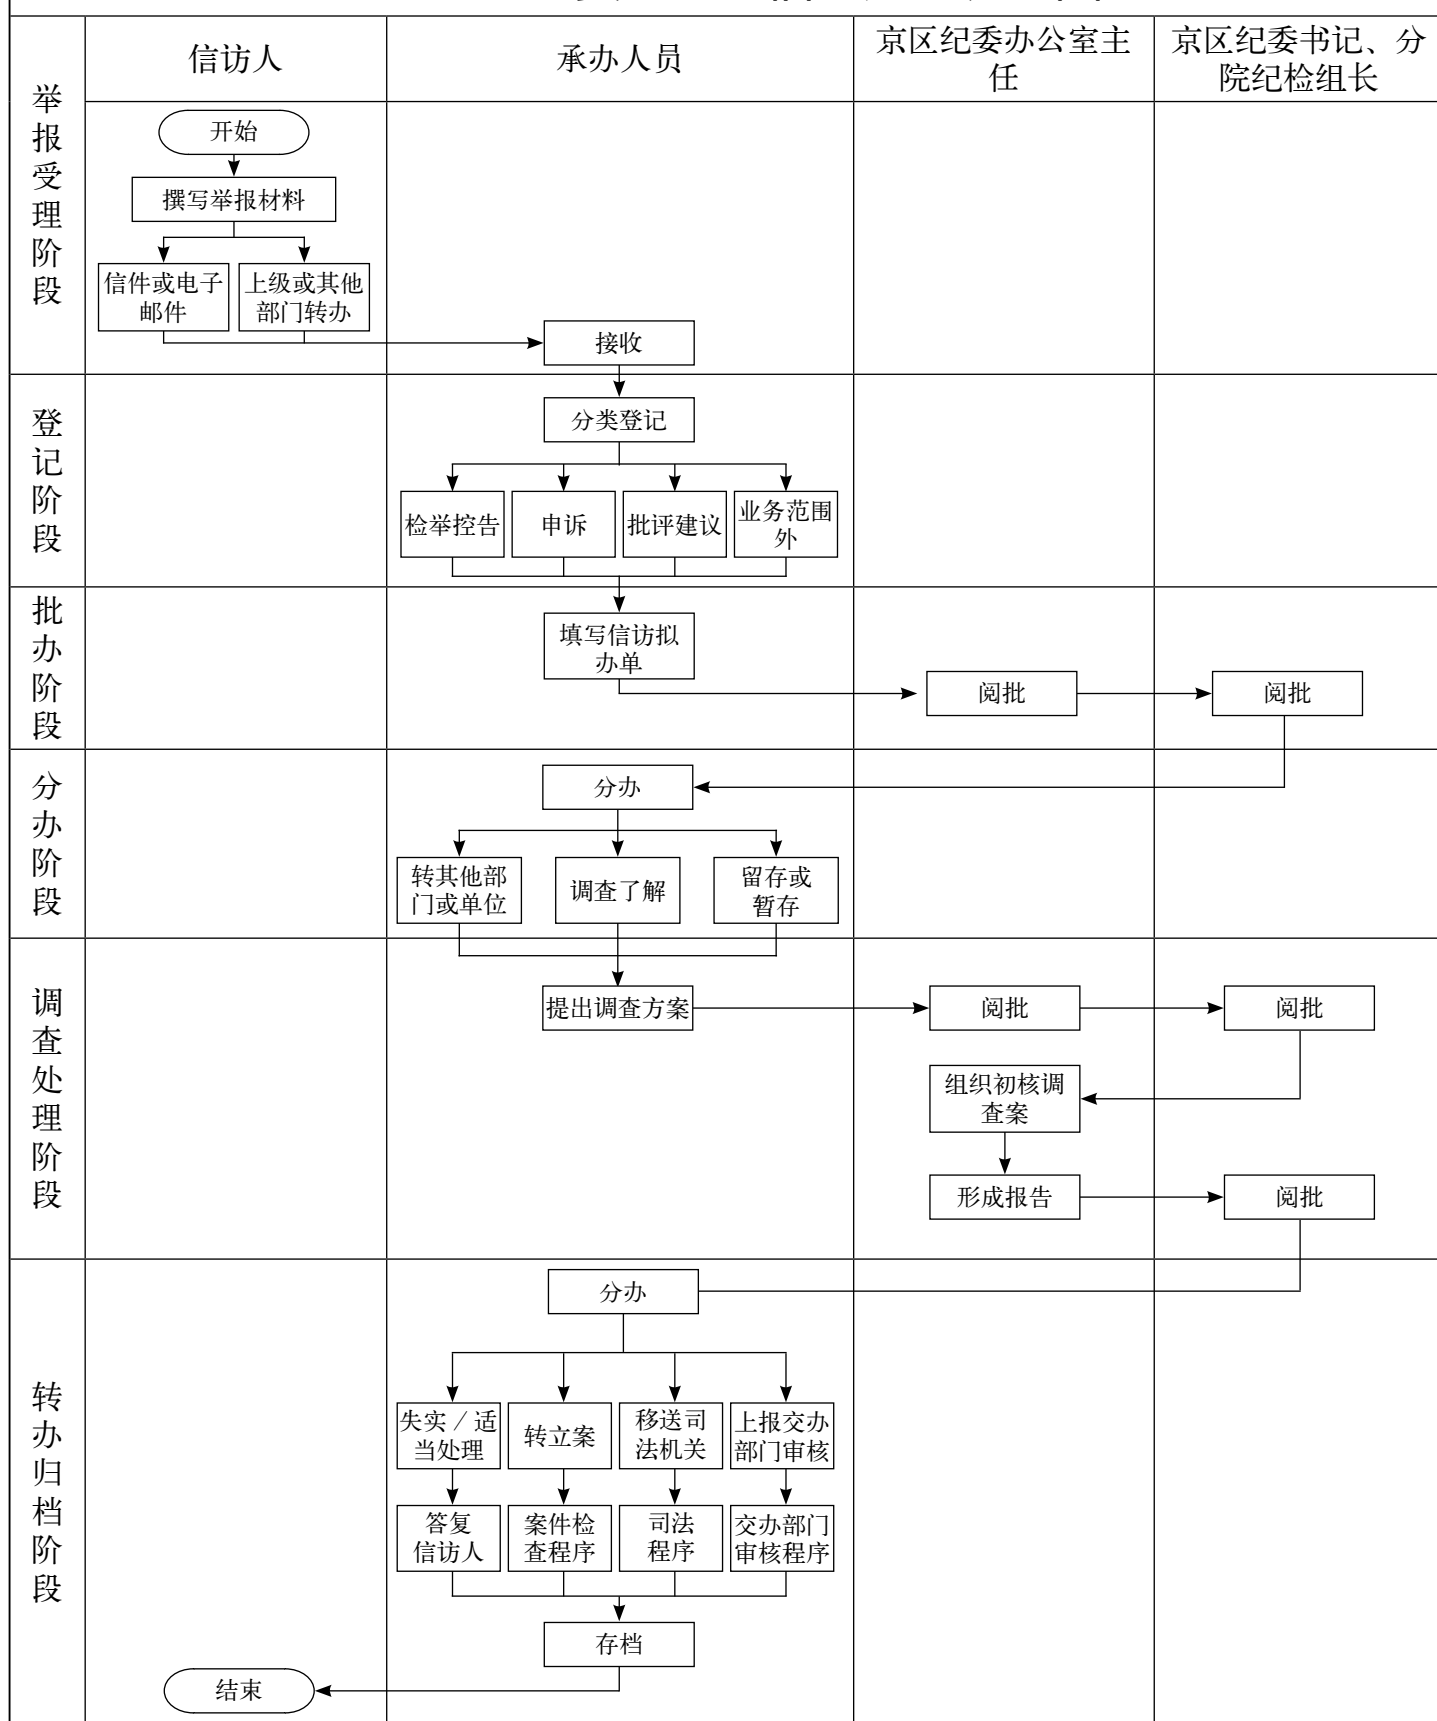 信访人
承办人员
京区纪委办公室主
任
京区纪委书记、分
院纪检组长
举报受理阶段
开始
撰写举报材料
信件或电子
邮件
上级或其他
部门转办
接收
登记阶段
分类登记
检举控告
申诉
批评建议
业务范围
外
批办阶段
填写信访拟
办单
阅批
阅批
分办阶段
分办
转其他部
门或单位
调查了解
留存或
暂存
调查处理阶段
提出调查方案
阅批
阅批
组织初核调
查案
形成报告
阅批
转办归档阶段
分办
失实／适
当处理
转立案
移送司
法机关
上报交办
部门审核
答复
信访人
案件检
查程序
司法
程序
交办部门
审核程序
存档
结束